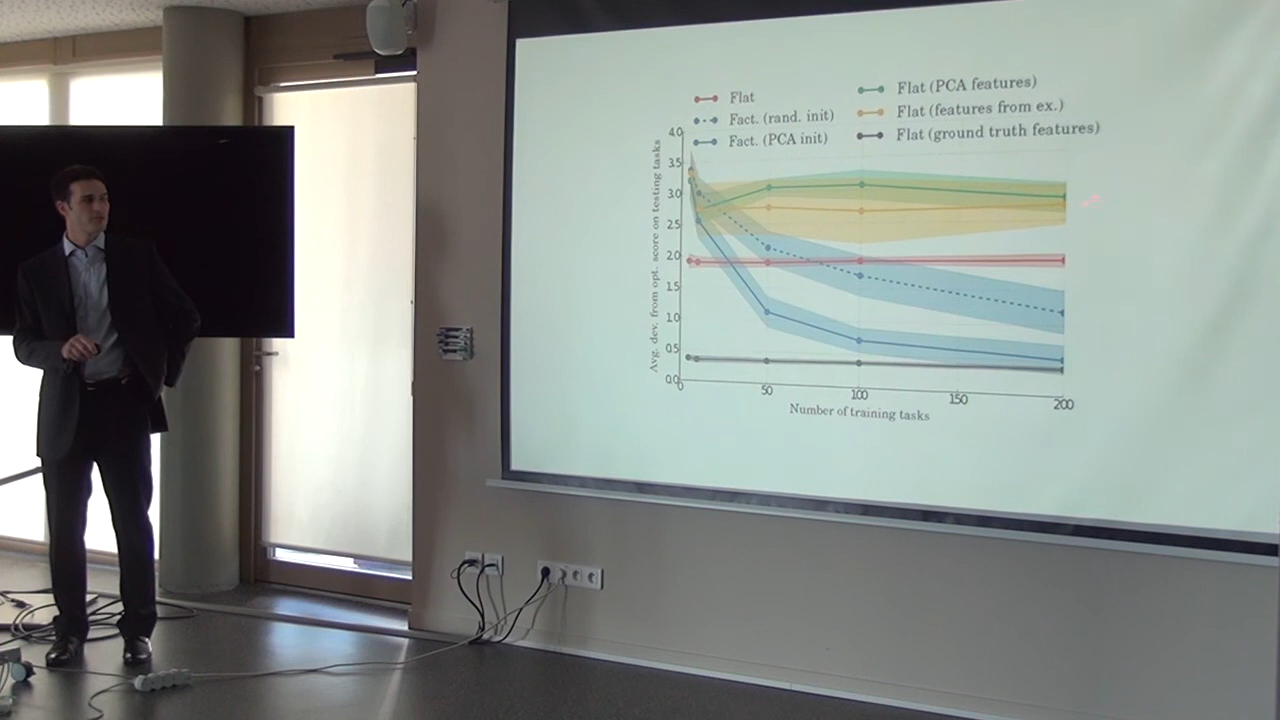 Flat
Fact. (rand. init)
Fact. (PCA init)
Flat (PCA features)
Flat (features from ex.)
Flat (ground truth features)
Avg. dev. from opt. score on testing tasks
4.0
3.5
3.0
2.5
2.0
1.5
1.0
0.5
0.0
0
50
100
150
200
Number of training tasks